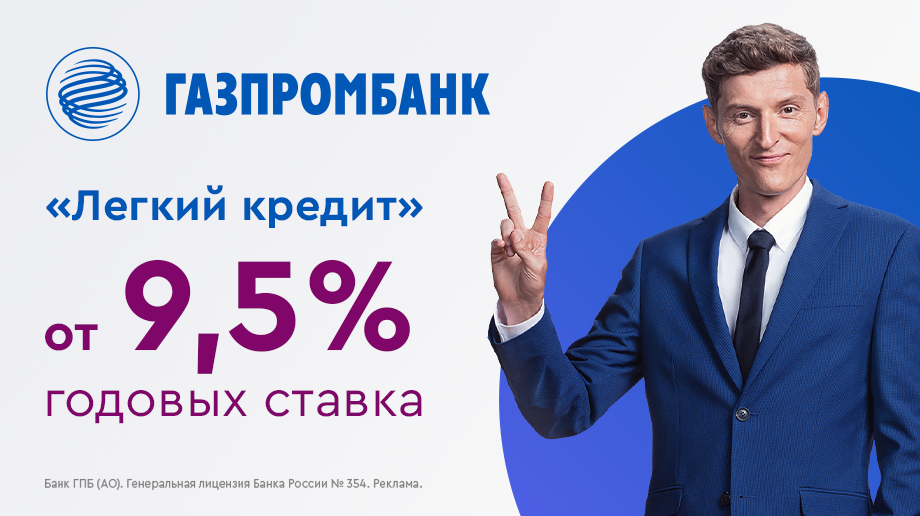 ГАЗПРОМБАНК
«Легкий кредит»
от 9,5%
годовых ставка
Банк ГПБ (АО). Генеральная лицензия Банка России № 354. Реклама.